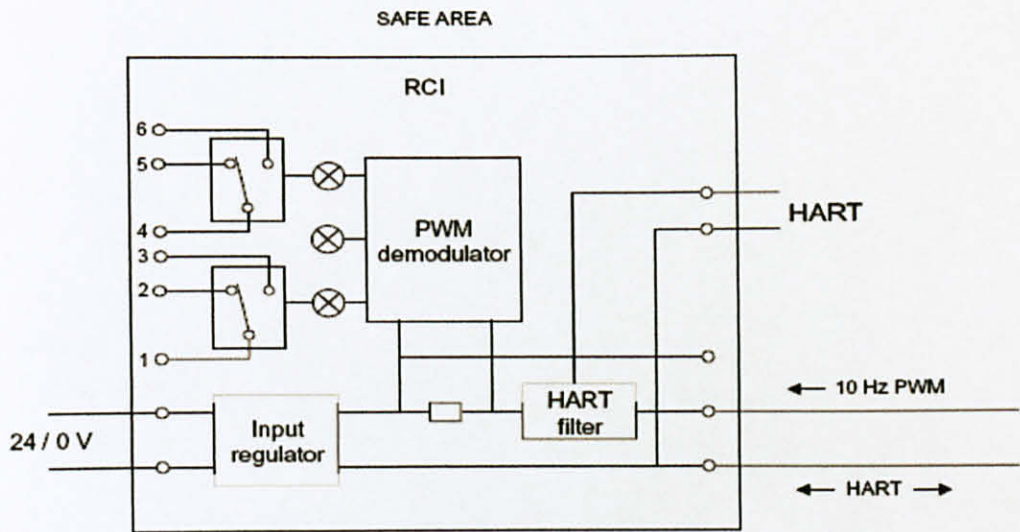 SAFE AREA
RCI
6
5
4
3
2
1
PWM
demodulator
HART
10 Hz PWM
HART
filter
24 / 0 V
Input
regulator
HART